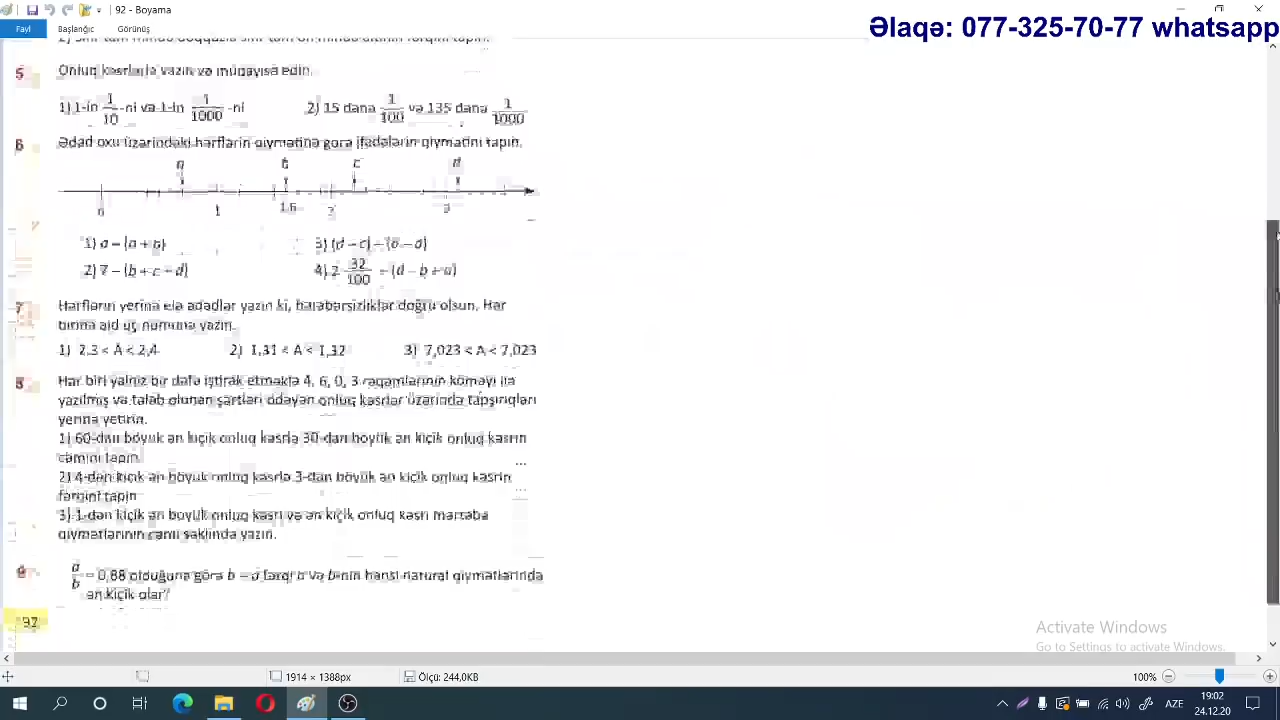 92 - Boyama
Fayl Başlanğıc Görünüş
Əlaqə: 077-325-70-77 whatsapp
5 Onluq kəsrlə yazın və müqayisə edin.
1) 1-in 1/10 -ni və 1-in 1/1000 -ni 2) 15 dənə 1/100 və 135 dənə 1/1000
6 Ədəd oxu üzərindəki hərflərin qiymətinə görə ifadələrin qiymətini tapın.
a b c d
0 1 1,6 2 3
1) a – (a + b)
2) 7 – (b + c + d)
4) 2 32/100 – (d – b + a)
7 Hərflərin yerinə elə ədədlər yazın ki, bərabərsizliklər doğru olsun. Hər
birinə aid üç nümunə yazın.
1) 2,3 < A < 2,4 2) 1,31 < A < 1,32 3) 7,023 < A < 7,023
Hər biri yalnız bir dəfə iştirak etməklə 4, 6, 0, 3 rəqəmlərinin köməyi ilə
yazılmış və tələb olunan şərtləri ödəyən onluq kəsrlər üzərində tapşırıqları
yerinə yetirin.
1) 60-dan böyük ən kiçik onluq kəsrlə 30-dan böyük ən kiçik onluq kəsrin
cəmini tapın.
2) 4-dən kiçik ən böyük onluq kəsrlə 3-dən böyük ən kiçik onluq kəsrin
fərqini tapın
3) 1-dən kiçik ən böyük onluq kəsri və ən kiçik onluq kəsri mərtəbə
qiymətlərinin cəmi şəklində yazın.
a/b = 0,88 olduğuna görə b – a fərqi a və b-nin hansı natural qiymətlərində
ən kiçik olar?
92
Activate Windows
Go to Settings to activate Windows.
1914 × 1388px Ölçü: 244,0KB 100%
AZE 19:02
24.12.20